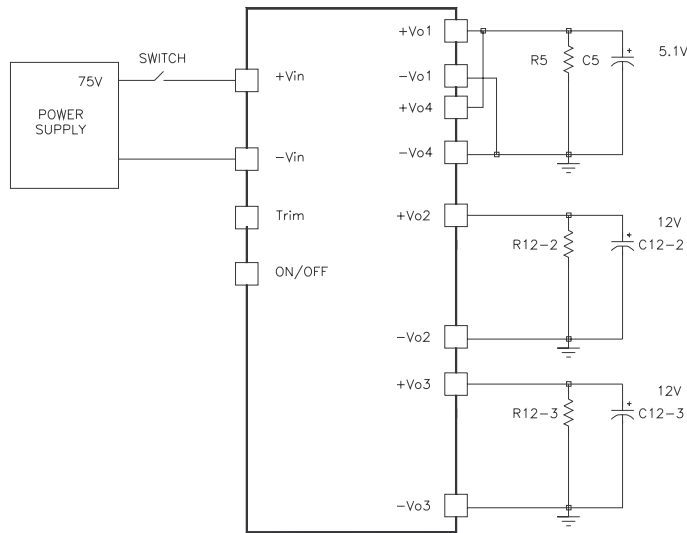 75V
POWER
SUPPLY
SWITCH
+Vin
−Vin
Trim
ON/OFF
+Vo1
−Vo1
+Vo4
−Vo4
+Vo2
−Vo2
+Vo3
−Vo3
R5
C5
+
5.1V
R12−2
+
C12−2
12V
R12−3
+
C12−3
12V